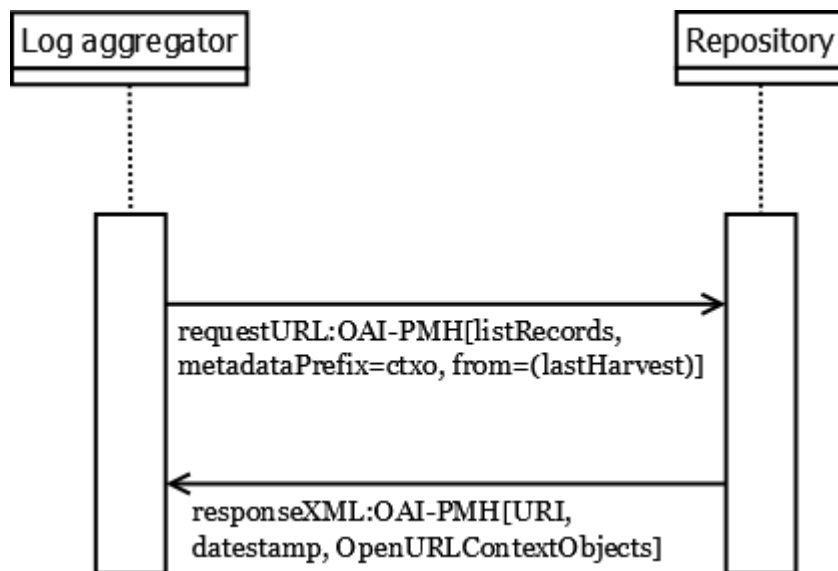 Log aggregator
Repository
requestURL:OAI-PMH[listRecords,
metadataPrefix=ctxo, from=(lastHarvest)]
responseXML:OAI-PMH[URI,
datestamp, OpenURLContextObjects]